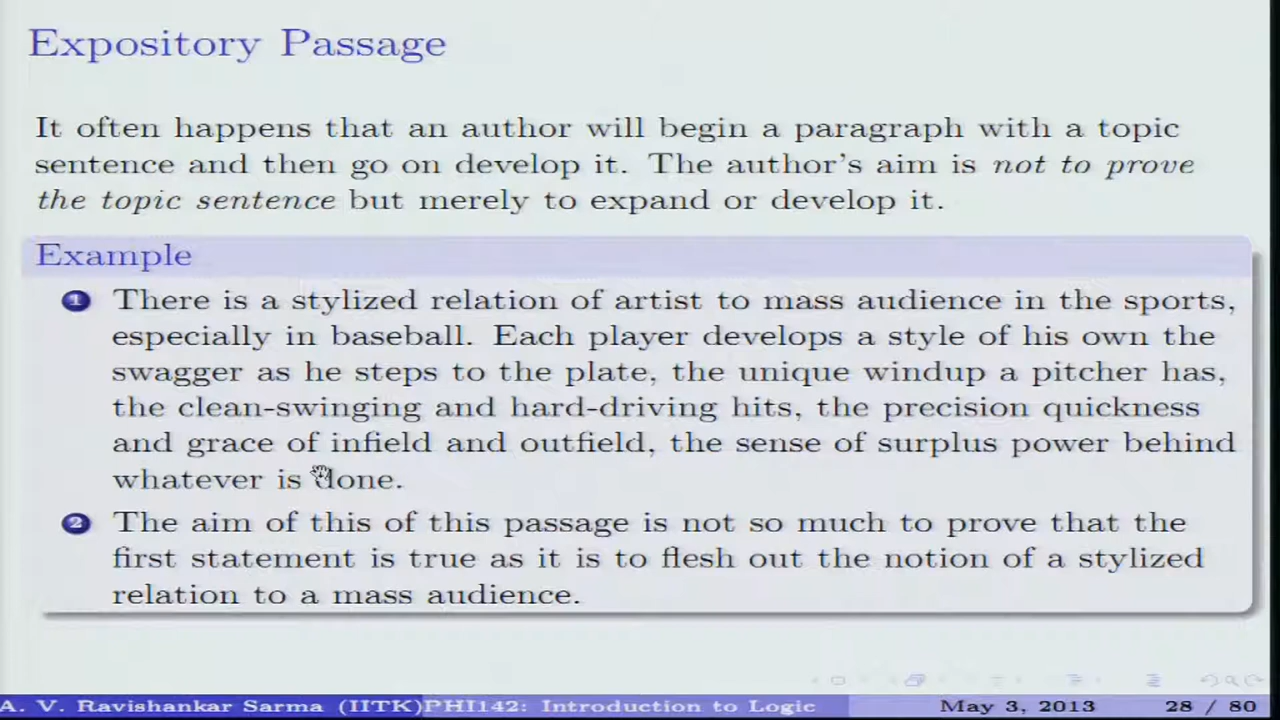 Expository Passage
It often happens that an author will begin a paragraph with a topic
sentence and then go on develop it. The author's aim is not to prove
the topic sentence but merely to expand or develop it.
Example
1 There is a stylized relation of artist to mass audience in the sports,
especially in baseball. Each player develops a style of his own the
swagger as he steps to the plate, the unique windup a pitcher has,
the clean-swinging and hard-driving hits, the precision quickness
and grace of infield and outfield, the sense of surplus power behind
whatever is done.
2 The aim of this of this passage is not so much to prove that the
first statement is true as it is to flesh out the notion of a stylized
relation to a mass audience.
A. V. Ravishankar Sarma (IITK) PHI142: Introduction to Logic May 3, 2013 28 / 80